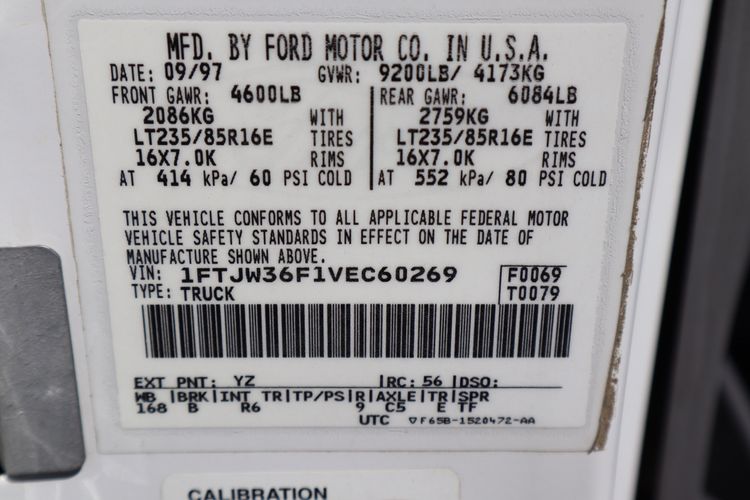 MFD. BY FORD MOTOR CO. IN U.S.A.
DATE: 09/97 GVWR: 9200LB/ 4173KG
FRONT GAWR: 4600LB REAR GAWR: 6084LB
2086KG WITH 2759KG WITH
LT235/85R16E TIRES LT235/85R16E TIRES
16X7.0K RIMS 16X7.0K RIMS
AT 414 kPa/ 60 PSI COLD AT 552 kPa/ 80 PSI COLD
THIS VEHICLE CONFORMS TO ALL APPLICABLE FEDERAL MOTOR
VEHICLE SAFETY STANDARDS IN EFFECT ON THE DATE OF
MANUFACTURE SHOWN ABOVE.
VIN: 1FTJW36F1VEC60269 F0069
TYPE: TRUCK T0079
EXT PNT: YZ |RC: 56 |DSO:
WB |BRK|INT TR|TP/PS|R|AXLE|TR|SPR
168 B R6 9 C5 E TF
UTC ▽F65B-1520472-AA
CALIBRATION